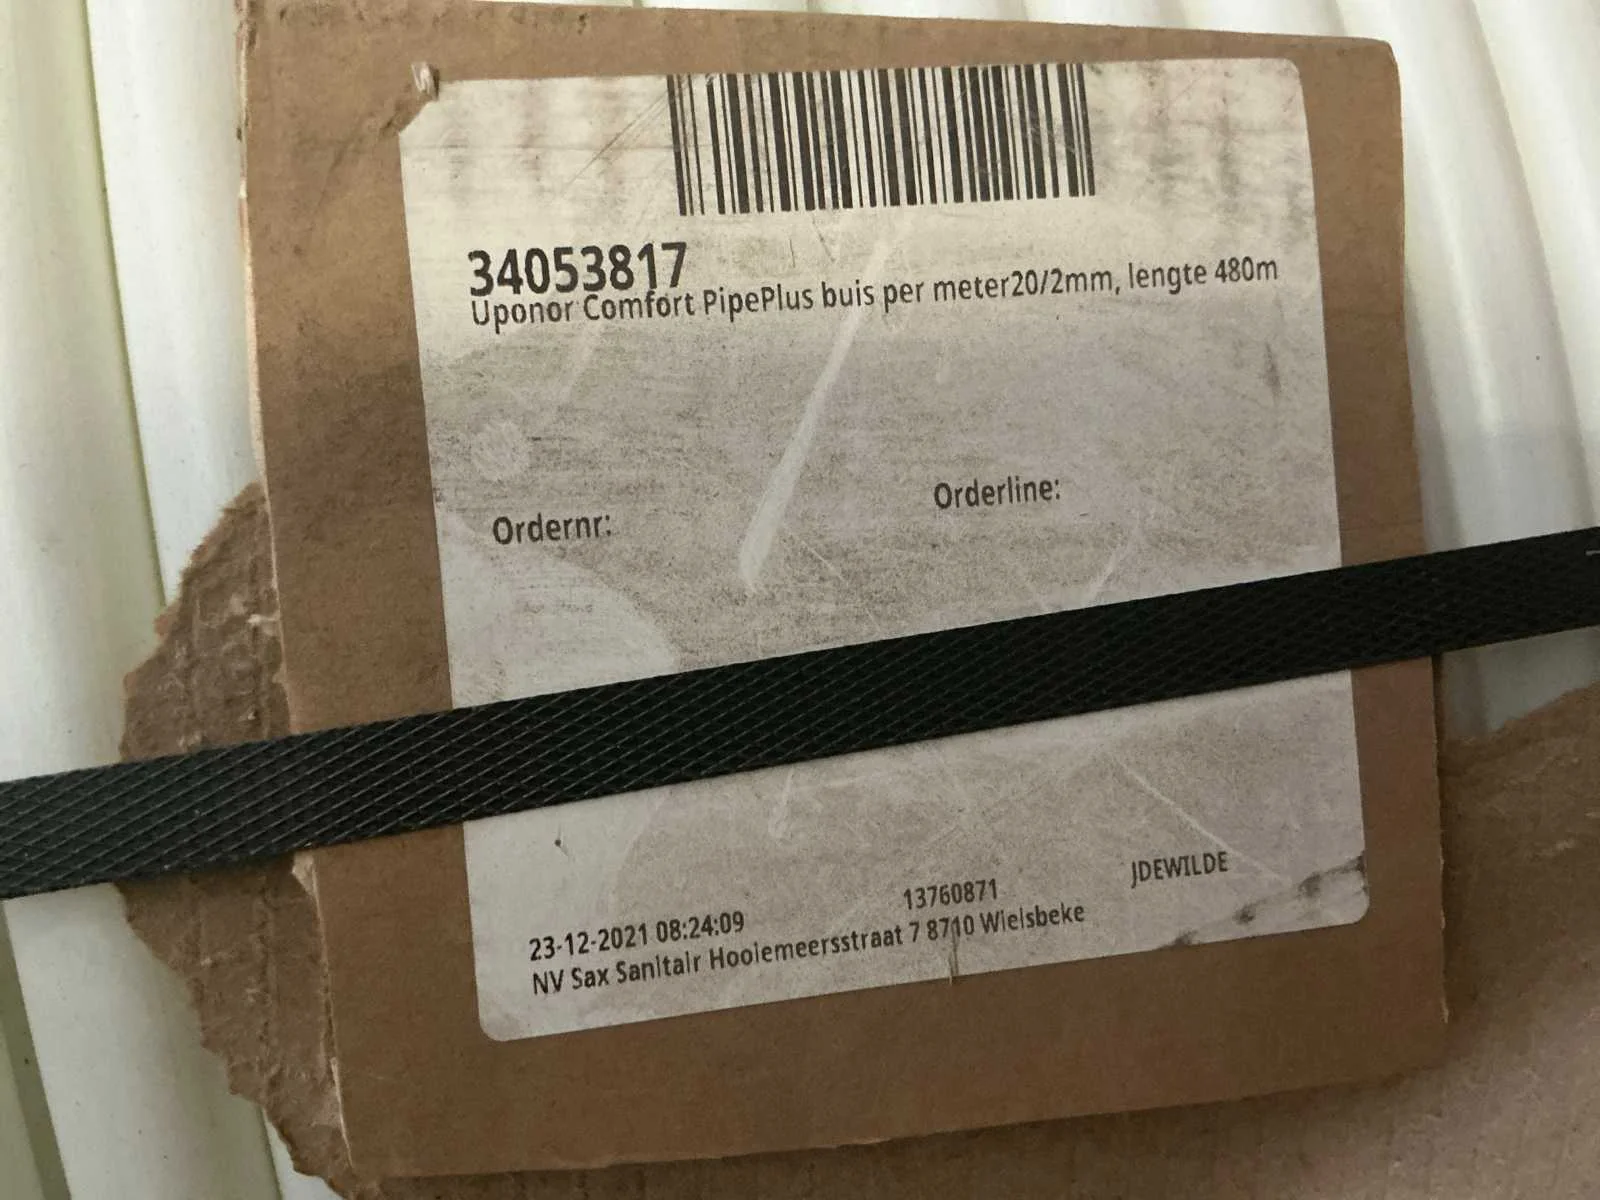 34053817
Uponor Comfort PipePlus buis per meter20/2mm, lengte 480m
Orderline:
Ordernr:
JDEWILDE
13760871
23-12-2021 08:24:09
NV Sax Sanitair Hooiemeersstraat 7 8710 Wielsbeke